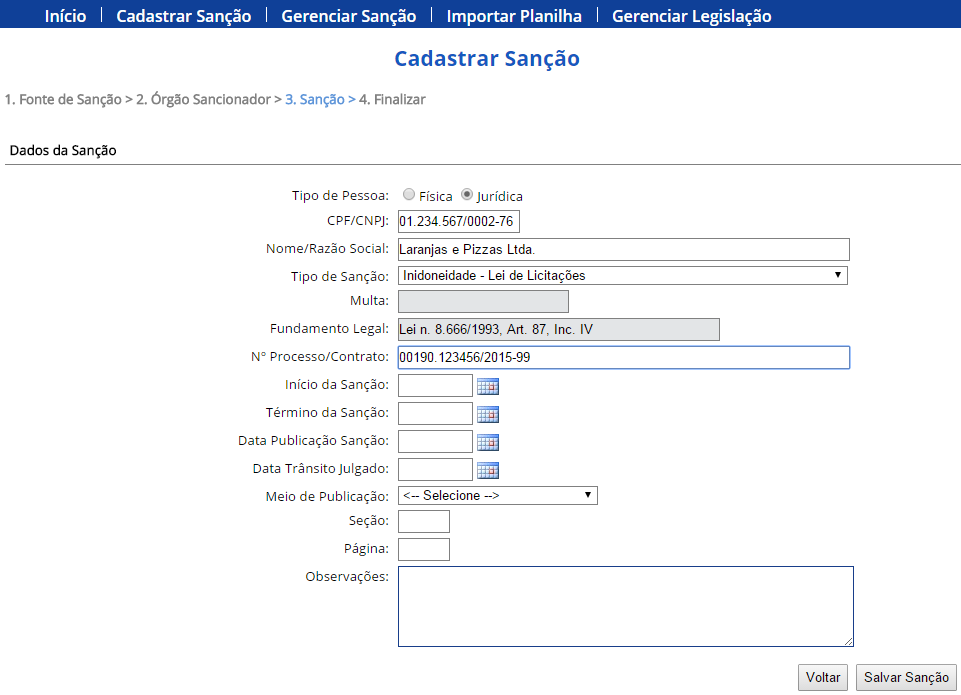 Início | Cadastrar Sanção | Gerenciar Sanção | Importar Planilha | Gerenciar Legislação
Cadastrar Sanção
1. Fonte de Sanção > 2. Órgão Sancionador > 3. Sanção > 4. Finalizar
Dados da Sanção
Tipo de Pessoa: Física Jurídica
CPF/CNPJ: 01.234.567/0002-76
Nome/Razão Social: Laranjas e Pizzas Ltda.
Tipo de Sanção: Inidoneidade - Lei de Licitações
Multa:
Fundamento Legal: Lei n. 8.666/1993, Art. 87, Inc. IV
Nº Processo/Contrato: 00190.123456/2015-99
Início da Sanção:
Término da Sanção:
Data Publicação Sanção:
Data Trânsito Julgado:
Meio de Publicação: <-- Selecione -->
Seção:
Página:
Observações:
Voltar Salvar Sanção